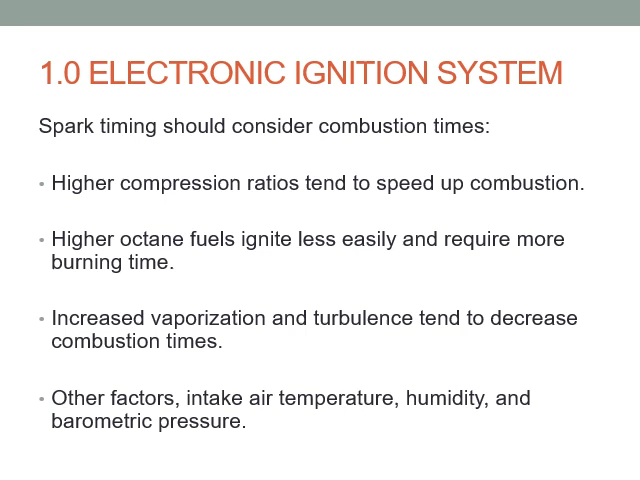 1.0 ELECTRONIC IGNITION SYSTEM
Spark timing should consider combustion times:
• Higher compression ratios tend to speed up combustion.
• Higher octane fuels ignite less easily and require more
burning time.
• Increased vaporization and turbulence tend to decrease
combustion times.
• Other factors, intake air temperature, humidity, and
barometric pressure.